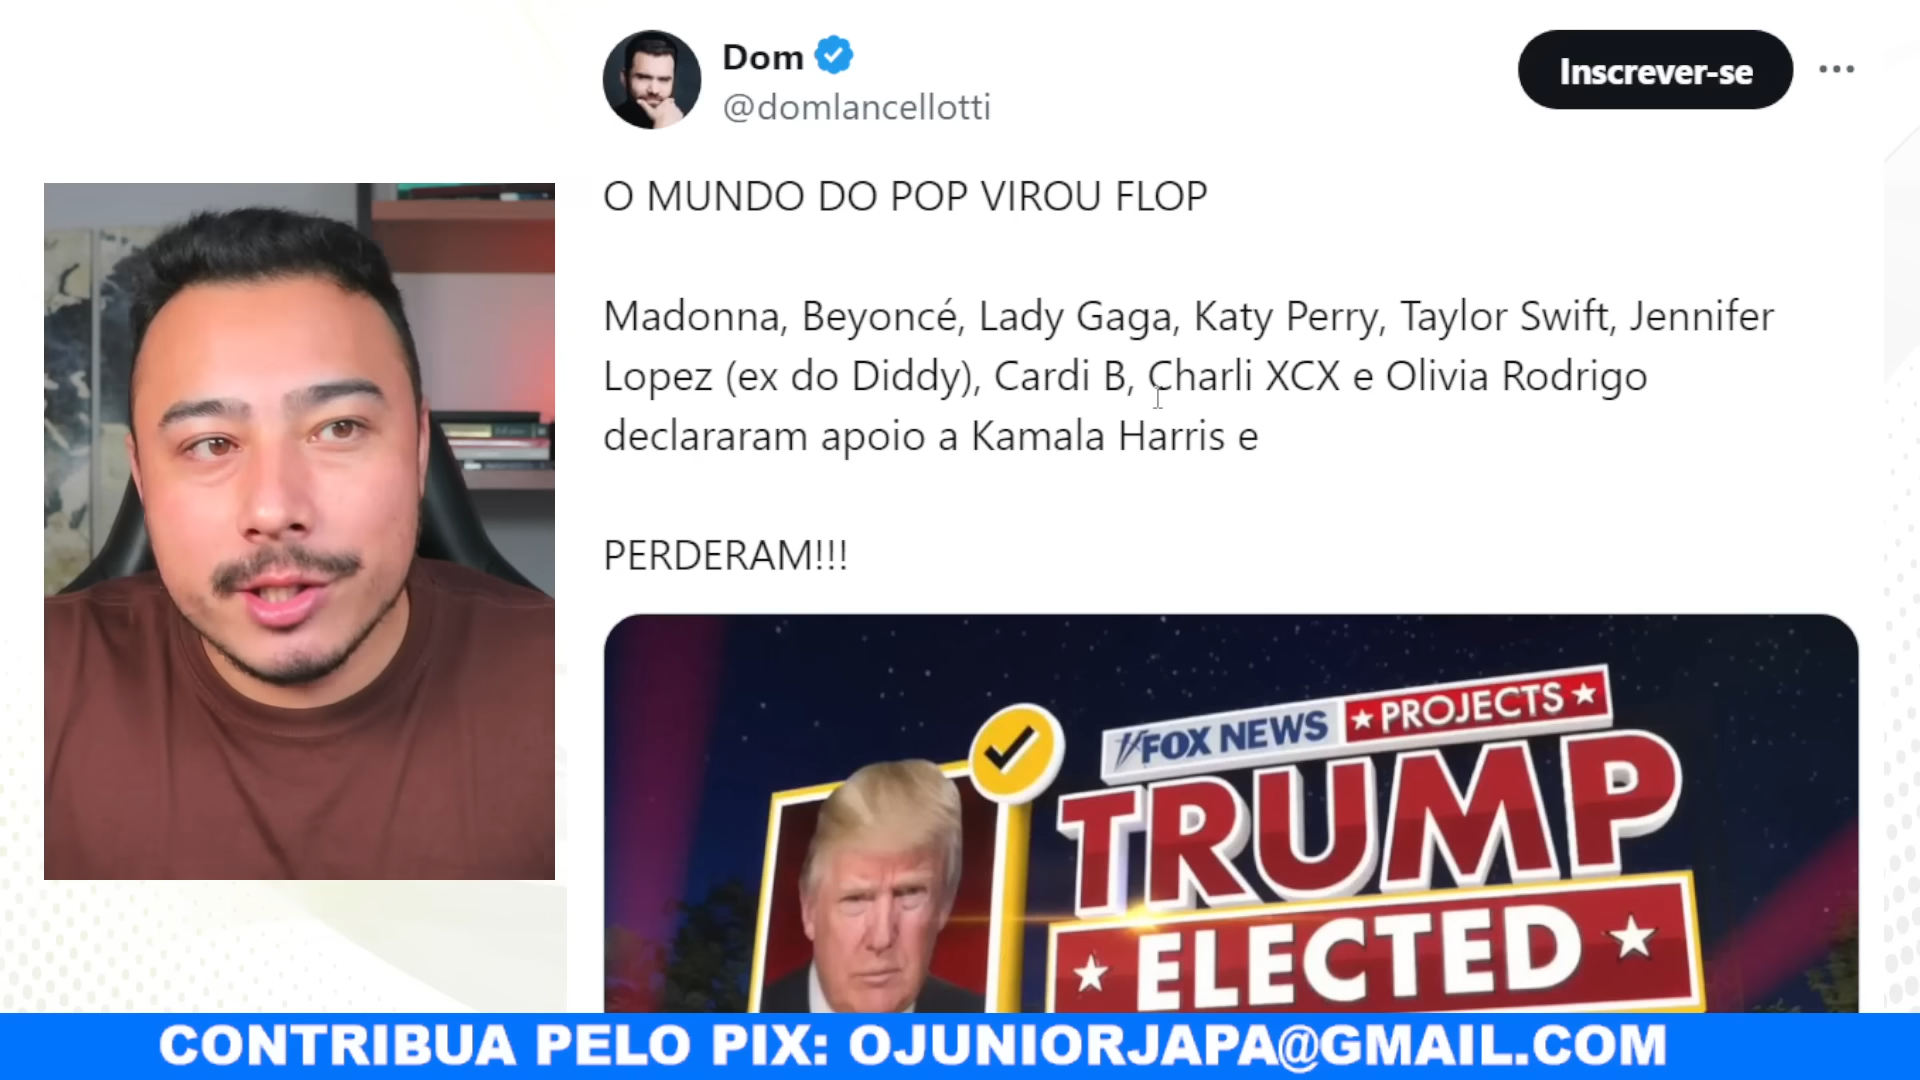 Dom
@domlancellotti
Inscrever-se
O MUNDO DO POP VIROU FLOP
Madonna, Beyoncé, Lady Gaga, Katy Perry, Taylor Swift, Jennifer
Lopez (ex do Diddy), Cardi B, Charli XCX e Olivia Rodrigo
declararam apoio a Kamala Harris e
PERDERAM!!!
FOX NEWS PROJECTS
TRUMP
ELECTED
CONTRIBUA PELO PIX: OJUNIORJAPA@GMAIL.COM